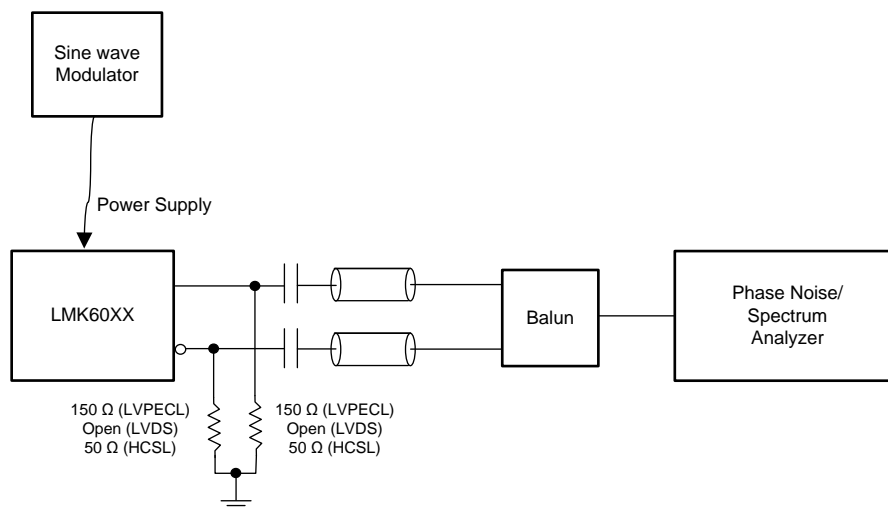 Sine wave
Modulator
Power Supply
LMK60XX
Balun
Phase Noise/
Spectrum
Analyzer
150 Ω (LVPECL)
Open (LVDS)
50 Ω (HCSL)
150 Ω (LVPECL)
Open (LVDS)
50 Ω (HCSL)